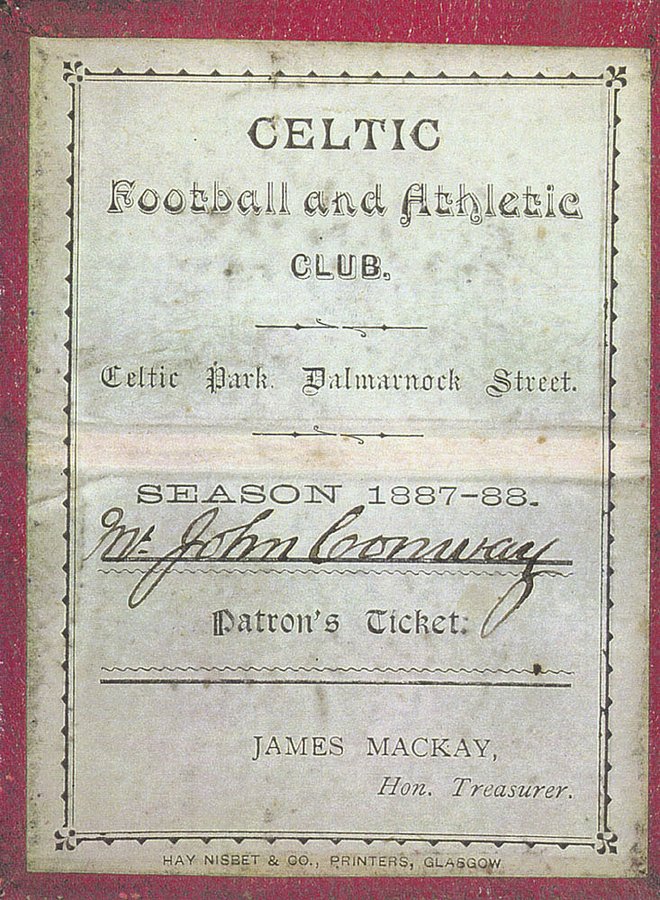 CELTIC
Football and Athletic
CLUB.
Celtic Park. Dalmarnock Street.
SEASON 1887-88.
Mr. John Conway
Patron's Ticket.
JAMES MACKAY,
Hon. Treasurer.
HAY NISBET & CO., PRINTERS, GLASGOW